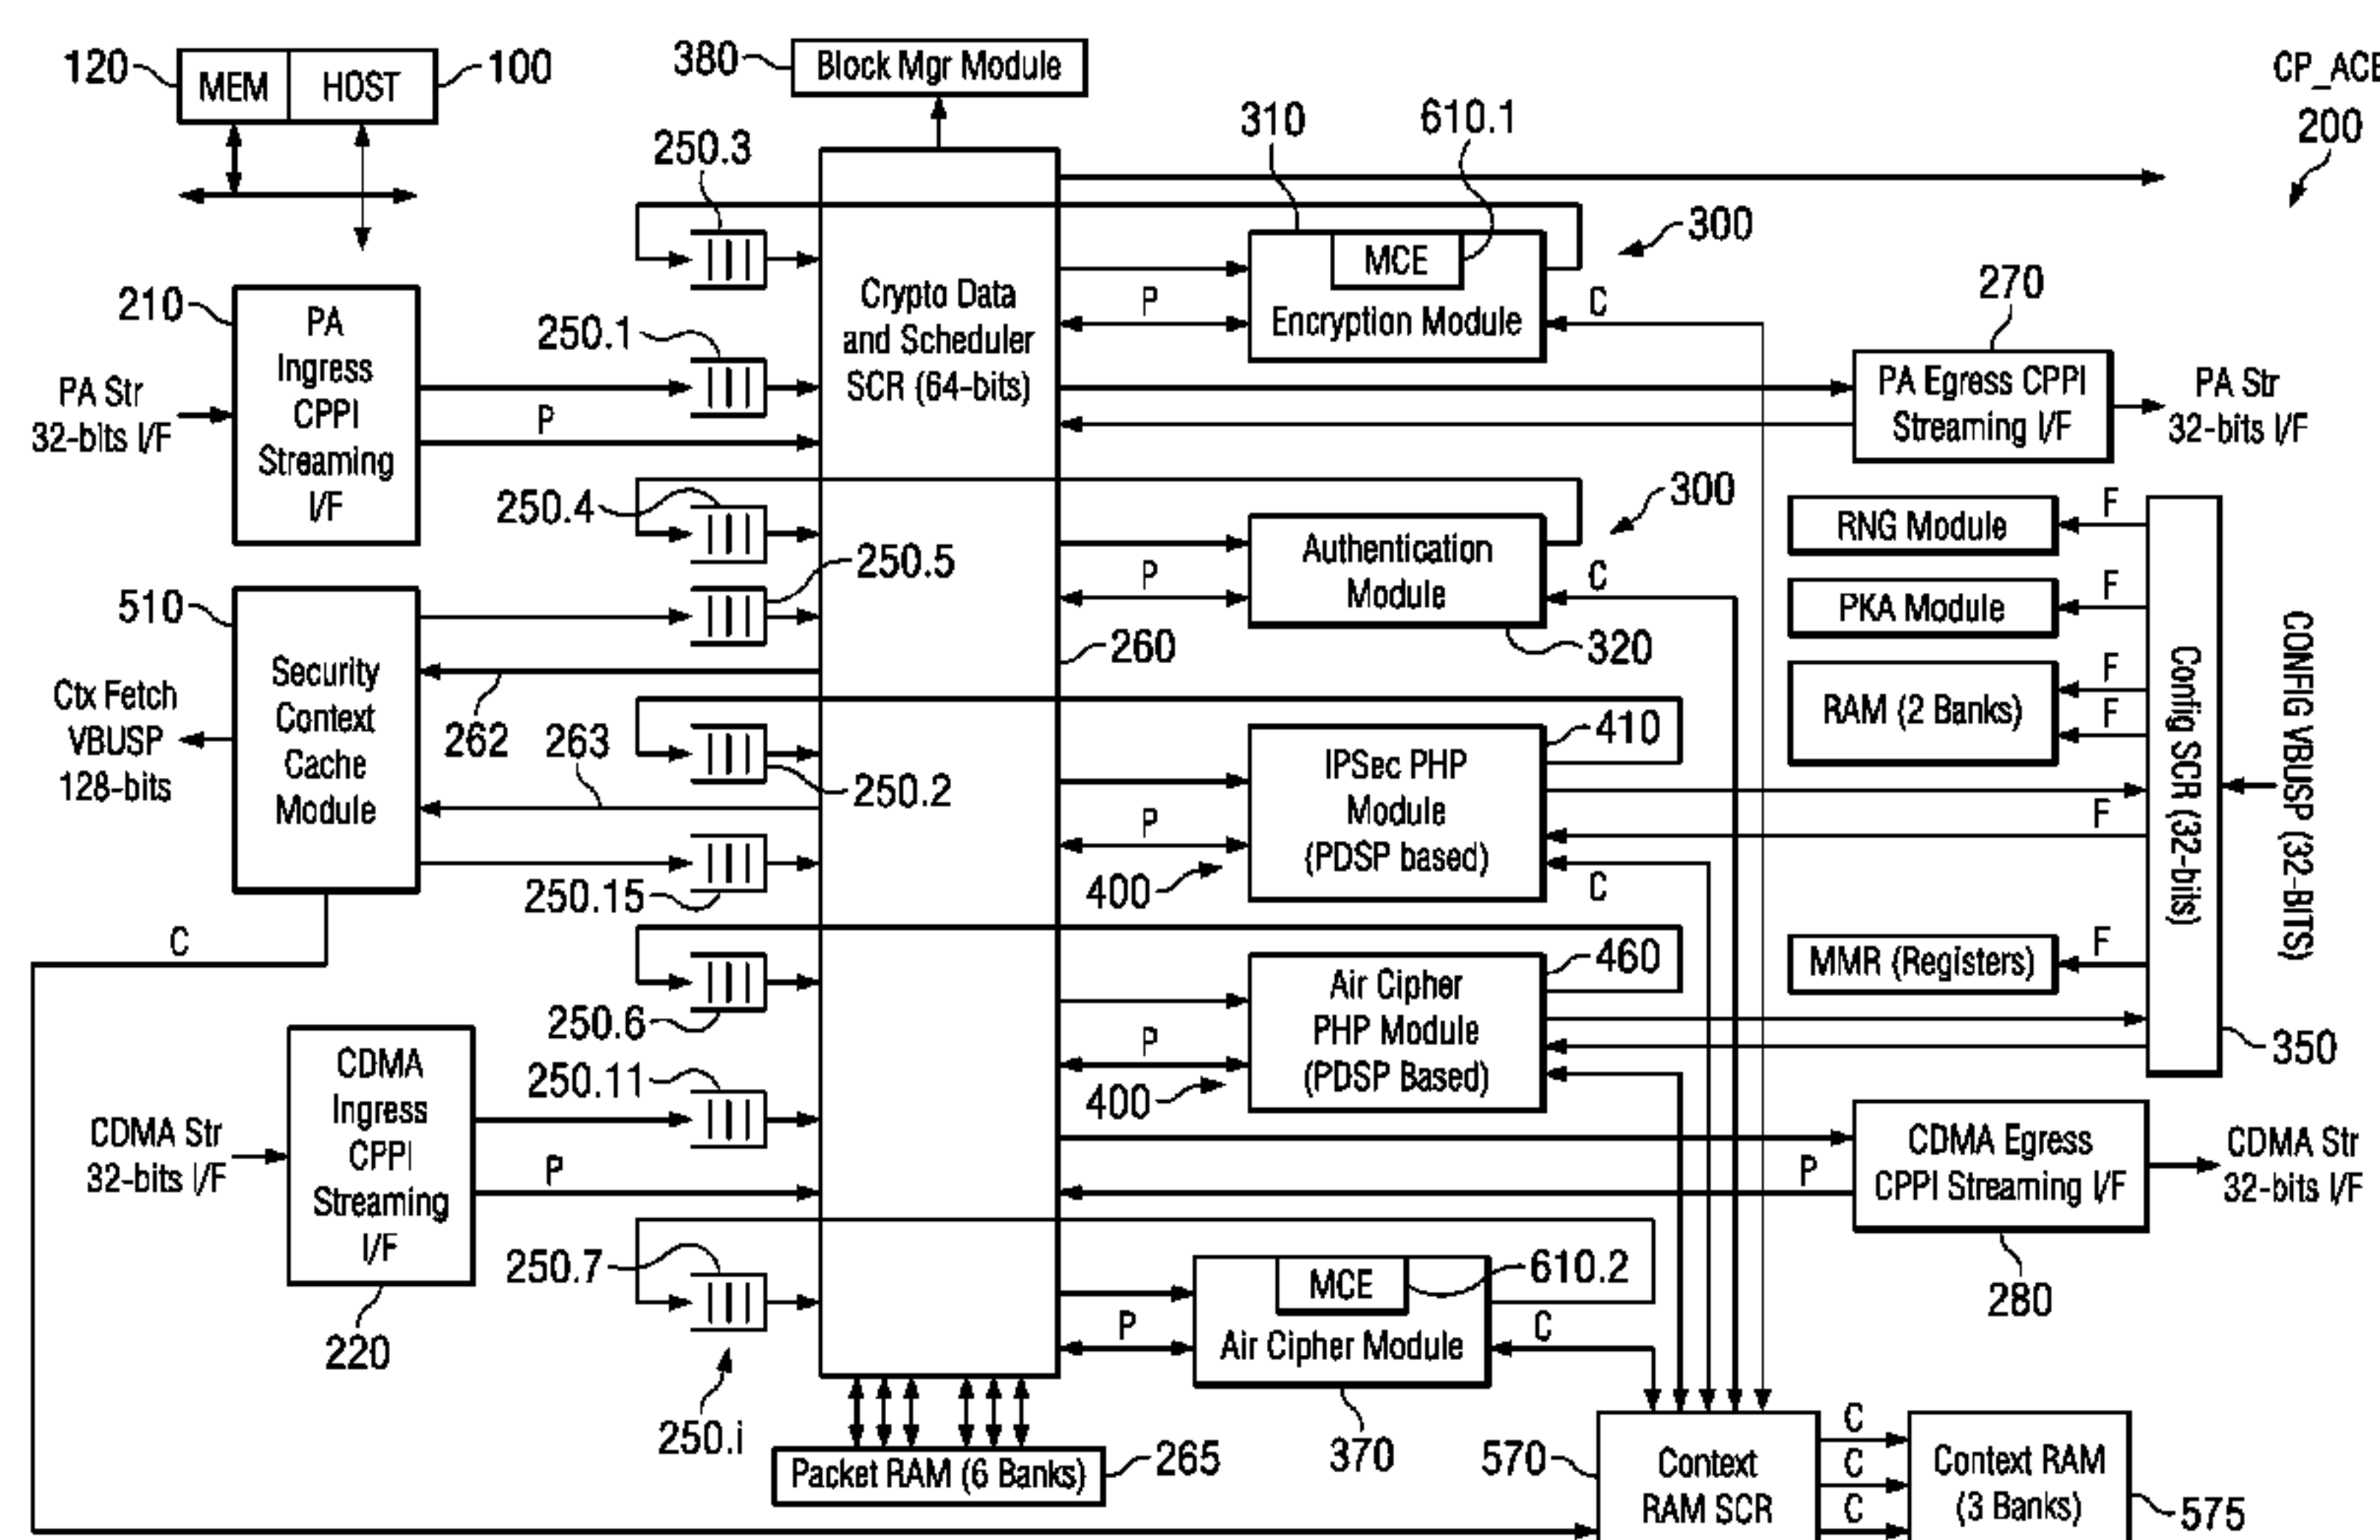 120
MEM
HOST
100
380
Block Mgr Module
CP_ACE
200
250.3
310
610.1
300
MCE
Encryption Module
P
C
Crypto Data
and Scheduler
SCR (64-bits)
210
PA
Ingress
CPPI
Streaming
I/F
PA Str
32-bits I/F
250.1
P
270
PA Egress CPPI
Streaming I/F
PA Str
32-bits I/F
250.4
250.5
300
Authentication
Module
P
C
320
260
RNG Module
F
PKA Module
F
RAM (2 Banks)
F
F
Config SCR (32-bits)
CONFIG VBUSP (32-BITS)
510
Security
Context
Cache
Module
Ctx Fetch
VBUSP
128-bits
262
263
250.2
250.15
410
IPSec PHP
Module
(PDSP based)
P
400
F
C
C
250.6
460
Air Cipher
PHP Module
(PDSP Based)
P
400
MMR (Registers)
F
350
250.11
CDMA
Ingress
CPPI
Streaming
I/F
CDMA Str
32-bits I/F
P
220
CDMA Egress
CPPI Streaming I/F
P
CDMA Str
32-bits I/F
280
250.7
250.i
MCE
610.2
Air Cipher Module
P
C
370
Packet RAM (6 Banks)
265
570
Context
RAM SCR
C
C
C
Context RAM
(3 Banks)
575